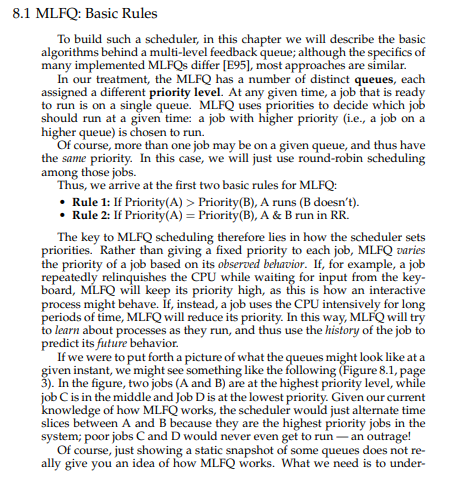 8.1 MLFQ: Basic Rules
To build such a scheduler, in this chapter we will describe the basic
algorithms behind a multi-level feedback queue; although the specifics of
many implemented MLFQs differ [E95], most approaches are similar.
In our treatment, the MLFQ has a number of distinct queues, each
assigned a different priority level. At any given time, a job that is ready
to run is on a single queue. MLFQ uses priorities to decide which job
should run at a given time: a job with higher priority (i.e., a job on a
higher queue) is chosen to run.
Of course, more than one job may be on a given queue, and thus have
the same priority. In this case, we will just use round-robin scheduling
among those jobs.
Thus, we arrive at the first two basic rules for MLFQ:
• Rule 1: If Priority(A) > Priority(B), A runs (B doesn't).
• Rule 2: If Priority(A) = Priority(B), A & B run in RR.
The key to MLFQ scheduling therefore lies in how the scheduler sets
priorities. Rather than giving a fixed priority to each job, MLFQ varies
the priority of a job based on its observed behavior. If, for example, a job
repeatedly relinquishes the CPU while waiting for input from the key-
board, MLFQ will keep its priority high, as this is how an interactive
process might behave. If, instead, a job uses the CPU intensively for long
periods of time, MLFQ will reduce its priority. In this way, MLFQ will try
to learn about processes as they run, and thus use the history of the job to
predict its future behavior.
If we were to put forth a picture of what the queues might look like at a
given instant, we might see something like the following (Figure 8.1, page
3). In the figure, two jobs (A and B) are at the highest priority level, while
job C is in the middle and Job D is at the lowest priority. Given our current
knowledge of how MLFQ works, the scheduler would just alternate time
slices between A and B because they are the highest priority jobs in the
system; poor jobs C and D would never even get to run — an outrage!
Of course, just showing a static snapshot of some queues does not re-
ally give you an idea of how MLFQ works. What we need is to under-